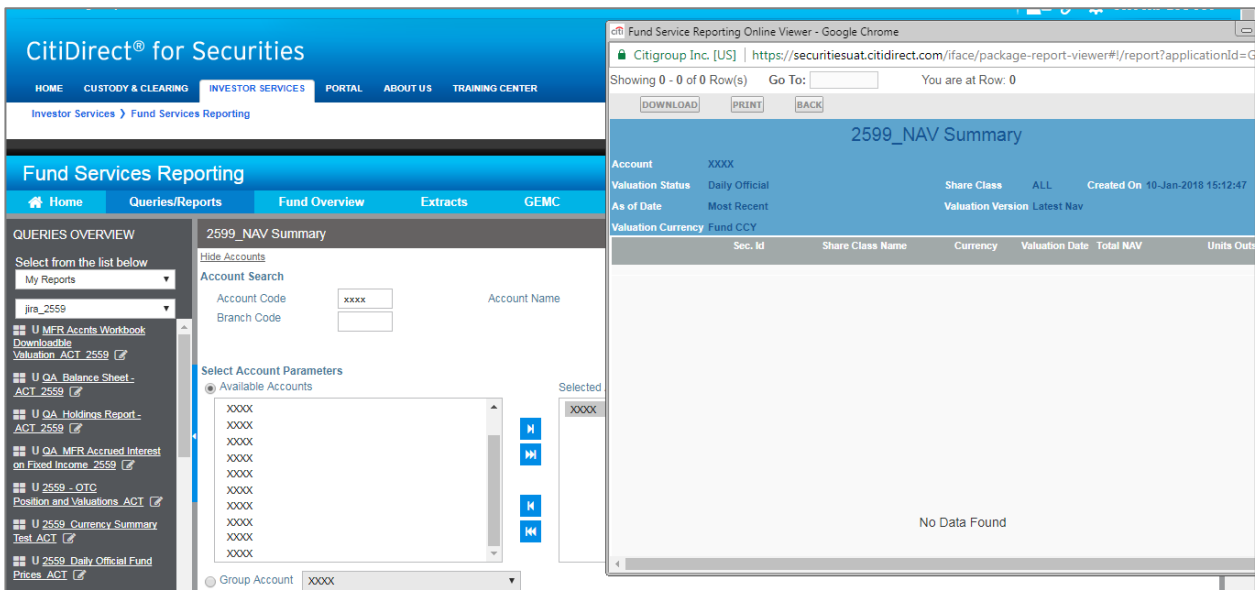 CitiDirect® for Securities
HOME CUSTODY & CLEARING INVESTOR SERVICES PORTAL ABOUT US TRAINING CENTER
Investor Services ❯ Fund Services Reporting
Fund Services Reporting
Home Queries/Reports Fund Overview Extracts GEMC
QUERIES OVERVIEW
Select from the list below
My Reports
jira_2559
U MFR Accnts Workbook
Downloadble
Valuation_ACT_2559
U QA_Balance Sheet -
ACT_2559
U QA_Holdings Report -
ACT_2559
U QA_MFR Accrued Interest
on Fixed Income_2559
U 2559 - OTC
Position and Valuations_ACT
U 2559_Currency Summary
Test_ACT
U 2559_Daily Official Fund
Prices_ACT
2599_NAV Summary
Hide Accounts
Account Search
Account Code xxxx Account Name
Branch Code
Select Account Parameters
Available Accounts Selected
XXXX XXXX
XXXX
XXXX
XXXX
XXXX
XXXX
XXXX
XXXX
XXXX
XXXX
Group Account XXXX
citi Fund Service Reporting Online Viewer - Google Chrome
Citigroup Inc. [US] | https://securitiesuat.citidirect.com/iface/package-report-viewer#!/report?applicationId=G
Showing 0 - 0 of 0 Row(s) Go To: You are at Row: 0
DOWNLOAD PRINT BACK
2599_NAV Summary
Account XXXX
Valuation Status Daily Official Share Class ALL Created On 10-Jan-2018 15:12:47
As of Date Most Recent Valuation Version Latest Nav
Valuation Currency Fund CCY
Sec. Id Share Class Name Currency Valuation Date Total NAV Units Outs
No Data Found